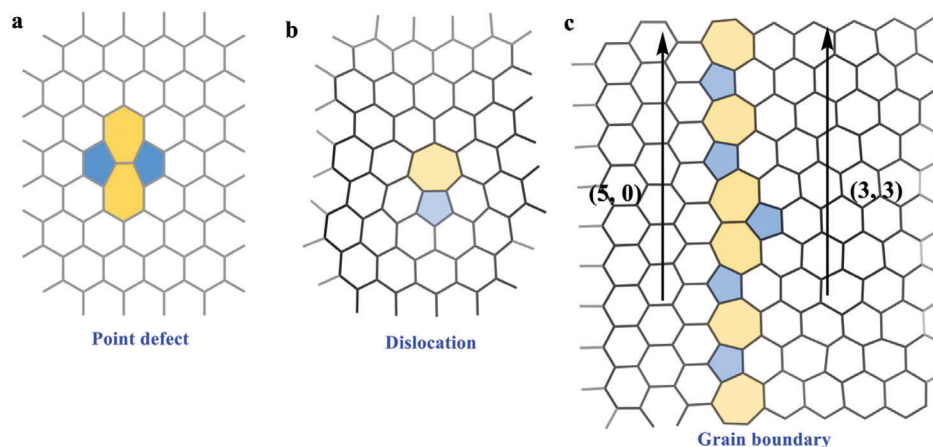 a
Point defect
b
Dislocation
c
(5, 0)
(3, 3)
Grain boundary